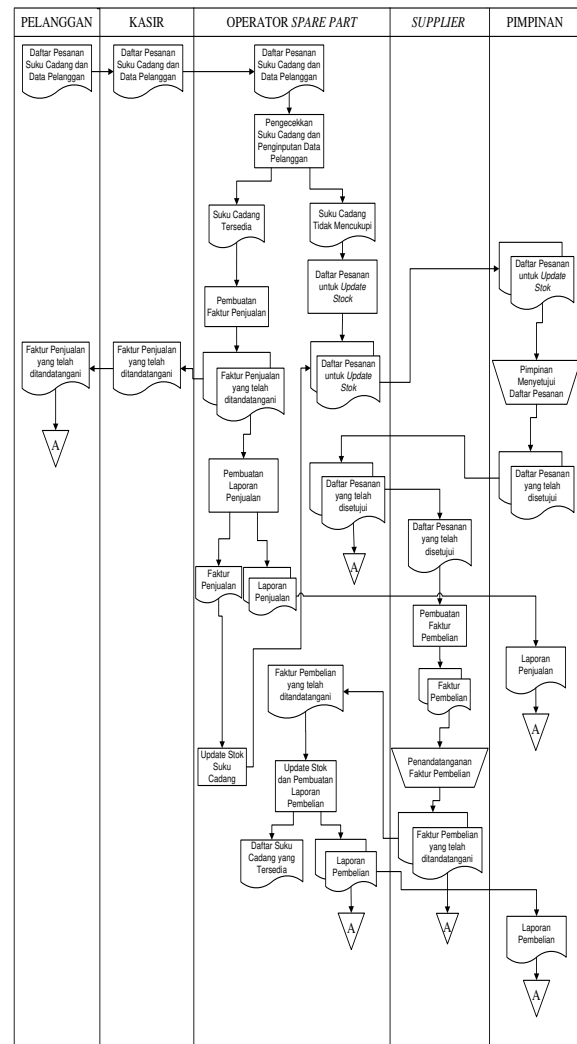 PELANGGAN
KASIR
OPERATOR SPARE PART
SUPPLIER
PIMPINAN
Daftar Pesanan
Suku Cadang dan
Data Pelanggan
Daftar Pesanan
Suku Cadang dan
Data Pelanggan
Daftar Pesanan
Suku Cadang dan
Data Pelanggan
Pengecekkan
Suku Cadang dan
Penginputan Data
Pelanggan
Suku Cadang
Tersedia
Suku Cadang
Tidak Mencukupi
Daftar Pesanan
untuk Update
Stok
Daftar Pesanan
untuk Update
Stock
Pembuatan
Faktur Penjualan
Faktur Penjualan
yang telah
ditandatangani
Faktur Penjualan
yang telah
ditandatangani
Faktur Penjualan
yang telah
ditandatangani
Daftar Pesanan
untuk Update
Stok
Pimpinan
Menyetujui
Daftar Pesanan
A
Pembuatan
Laporan
Penjualan
Daftar Pesanan
yang telah
disetujui
Daftar Pesanan
yang telah
disetujui
Daftar Pesanan
yang telah
disetujui
A
Faktur
Penjualan
Laporan
Penjualan
Pembuatan
Faktur
Pembelian
Laporan
Penjualan
Faktur Pembelian
yang telah
ditandatangani
Faktur
Pembelian
A
Update Stok
Suku
Cadang
Update Stok
dan Pembuatan
Laporan
Pembelian
Penandatanganan
Faktur Pembelian
Daftar Suku
Cadang yang
Tersedia
Laporan
Pembelian
Faktur Pembelian
yang telah
ditandatangani
A
A
Laporan
Pembelian
A